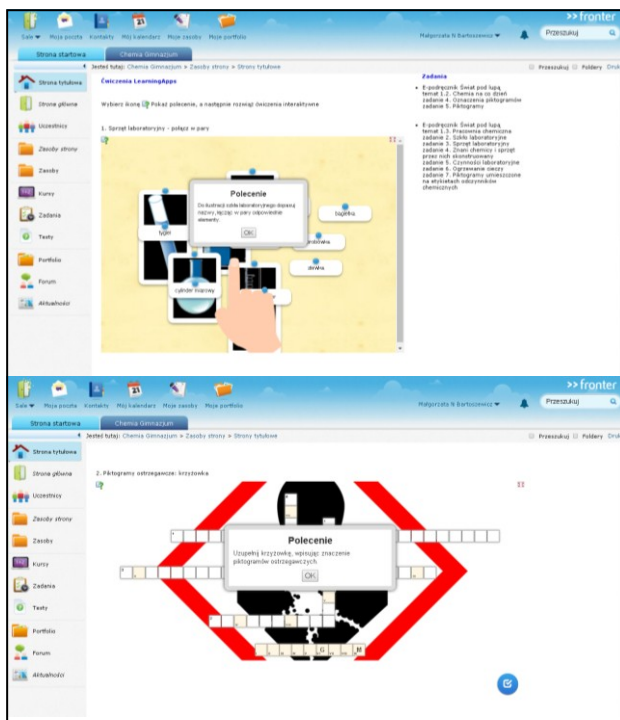 >> fronter
Sale Moja poczta Kontakty Mój kalendarz Moje zasoby Moje portfolio
Małgorzata N Bartoszewicz
Przeszukaj
Strona startowa
Chemia Gimnazjum
Jesteś tutaj: Chemia Gimnazjum > Zasoby strony > Strony tytułowe
Przeszukaj Foldery Druk
Strona tytułowa
Strona główna
Uczestnicy
Zasoby strony
Zasoby
Kursy
Zadania
Testy
Portfolio
Forum
Aktualności
Ćwiczenia LearningApps
Wybierz ikonę Pokaż polecenie, a następnie rozwiąż ćwiczenia interaktywne
1. Sprzęt laboratoryjny - połącz w pary
Polecenie
Do ilustracji szkła laboratoryjnego dopasuj
nazwy, łącząc w pary odpowiednie
elementy.
OK
tygiel
bagietka
zlewka
cylinder miarowy
Zadania
E-podręcznik Świat pod lupą
temat 1.2. Chemia na co dzień
zadanie 4. Oznaczenia piktogramów
zadanie 5. Piktogramy
E-podręcznik Świat pod lupą
temat 1.3. Pracownia chemiczna
zadanie 2. Szkło laboratoryjne
zadanie 3. Sprzęt laboratoryjny
zadanie 4. Znani chemicy i sprzęt
przez nich skonstruowany
zadanie 5. Czynności laboratoryjne
zadanie 6. Ogrzewanie cieczy
zadanie 7. Piktogramy umieszczone
na etykietach odczynników
chemicznych
>> fronter
Sale Moja poczta Kontakty Mój kalendarz Moje zasoby Moje portfolio
Małgorzata N Bartoszewicz
Przeszukaj
Strona startowa
Chemia Gimnazjum
Jesteś tutaj: Chemia Gimnazjum > Zasoby strony > Strony tytułowe
Przeszukaj Foldery Druk
Strona tytułowa
Strona główna
Uczestnicy
Zasoby strony
Zasoby
Kursy
Zadania
Testy
Portfolio
Forum
Aktualności
2. Piktogramy ostrzegawcze: krzyżówka
Polecenie
Uzupełnij krzyżówkę, wpisując znaczenie
piktogramów ostrzegawczych.
OK
G M